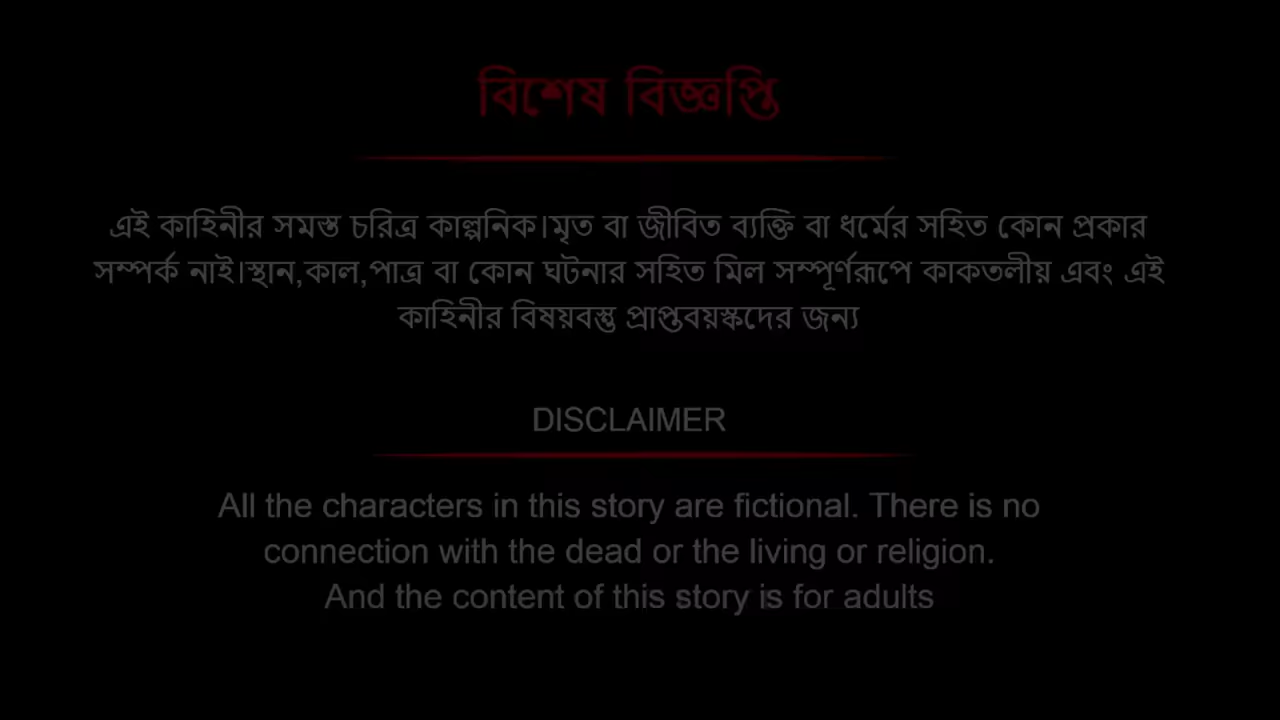 বিশেষ বিজ্ঞপ্তি
এই কাহিনীর সমস্ত চরিত্র কাল্পনিক।মৃত বা জীবিত ব্যক্তি বা ধর্মের সহিত কোন প্রকার
সম্পর্ক নাই।স্থান,কাল,পাত্র বা কোন ঘটনার সহিত মিল সম্পূর্ণরূপে কাকতলীয় এবং এই
কাহিনীর বিষয়বস্তু প্রাপ্তবয়স্কদের জন্য
DISCLAIMER
All the characters in this story are fictional. There is no
connection with the dead or the living or religion.
And the content of this story is for adults